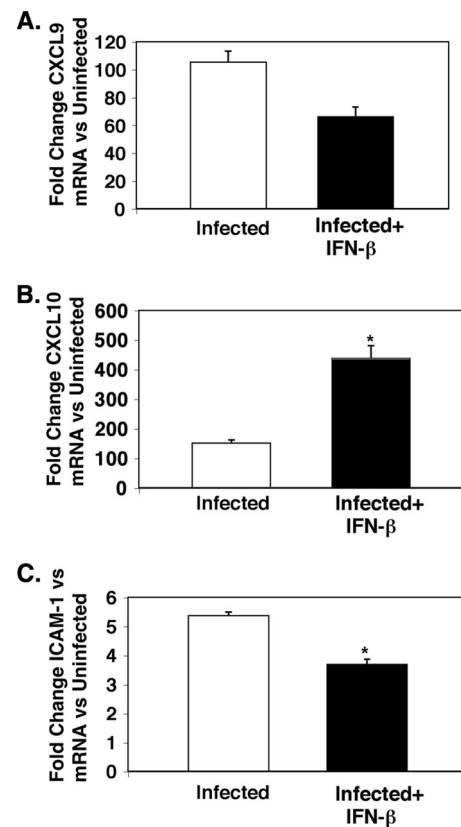 A.
Fold Change CXCL9
mRNA vs Uninfected
120
100
80
60
40
20
0
Infected
Infected+
IFN-β
B.
Fold Change CXCL10
mRNA vs Uninfected
600
500
400
300
200
100
0
*
Infected
Infected+
IFN-β
C.
Fold Change ICAM-1 vs
mRNA vs Uninfected
6
5
4
3
2
1
0
*
Infected
Infected+
IFN-β